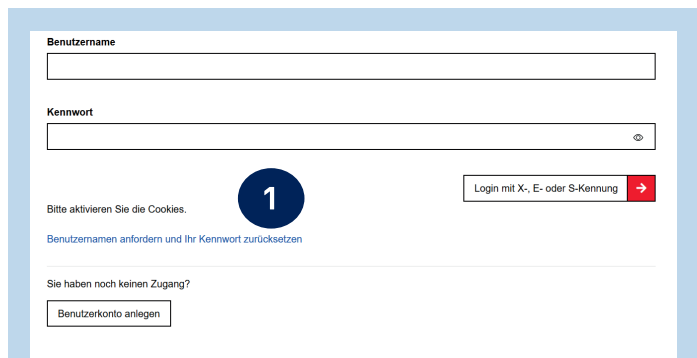 Benutzername
Kennwort
1
Login mit X-, E- oder S-Kennung
Bitte aktivieren Sie die Cookies.
Benutzernamen anfordern und Ihr Kennwort zurücksetzen
Sie haben noch keinen Zugang?
Benutzerkonto anlegen